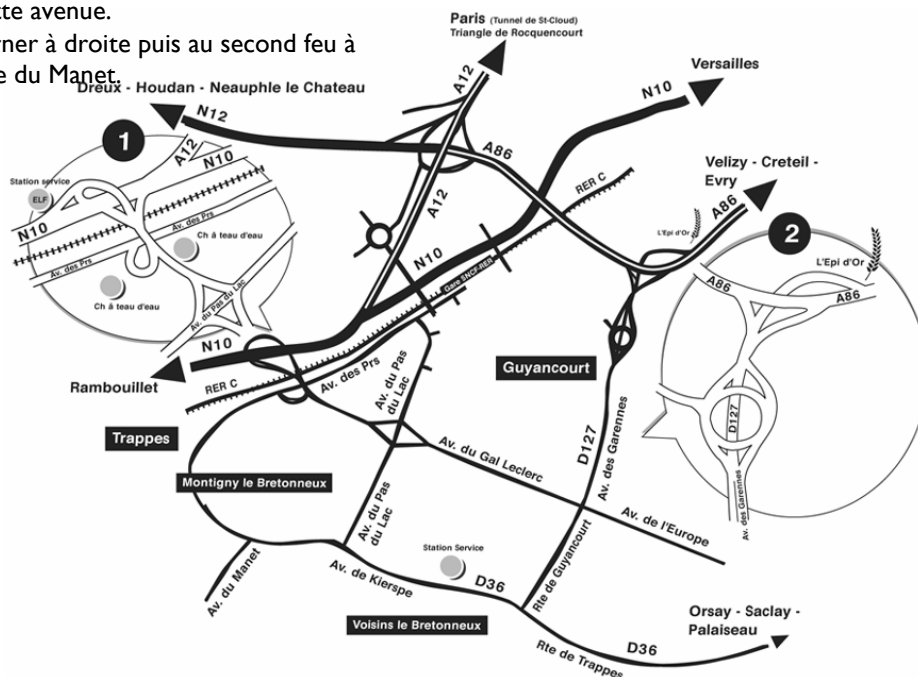 tte avenue.
rner à droite puis au second feu à
e du Manet.
Paris (Tunnel de St-Cloud)
Triangle de Rocquencourt
Versailles
Dreux - Houdan - Neauphle le Chateau
N12
A12
N10
A86
Velizy - Creteil -
Evry
1
A12
N10
Station service
ELF
N10
Av. des Prs
Ch â teau d'eau
Av. des Prs
Ch â teau d'eau
Av. du Pas du Lac
A12
RER C
A86
L'Epi d'Or
2
L'Epi d'Or
A86
A86
D127
Av. des Garennes
N10
Gare SNCF-RER
N10
Rambouillet
RER C
Av. des Prs
Av. du Pas
du Lac
Guyancourt
Trappes
D127
Av. des Garennes
Av. du Gal Leclerc
Montigny le Bretonneux
Av. du Pas
du Lac
Av. de l'Europe
Station Service
Rte de Guyancourt
Av. du Manet
Av. de Kierspe
D36
Voisins le Bretonneux
Orsay - Saclay -
Palaiseau
Rte de Trappes
D36